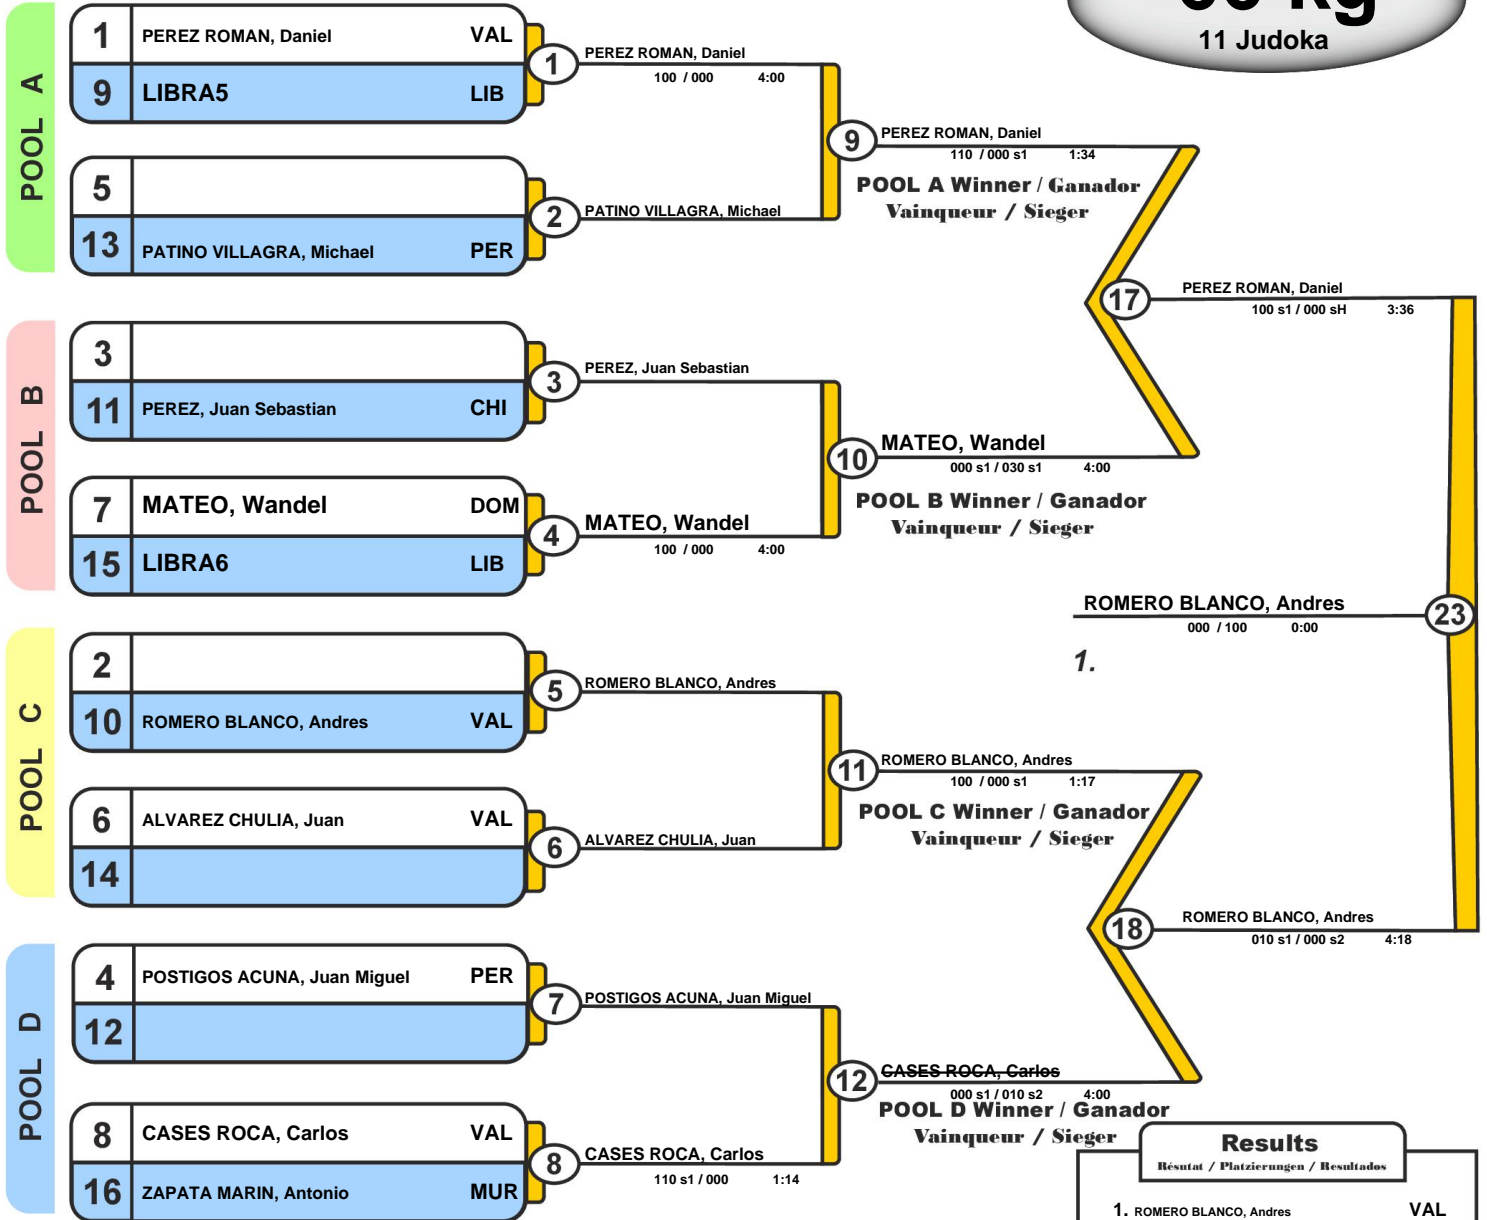 11 Judoka
POOL A
1 PEREZ ROMAN, Daniel VAL
9 LIBRA5 LIB
1 PEREZ ROMAN, Daniel
100 / 000 4:00
5
13 PATINO VILLAGRA, Michael PER
2 PATINO VILLAGRA, Michael
9 PEREZ ROMAN, Daniel
110 / 000 s1 1:34
POOL A Winner / Ganador
Vainqueur / Sieger
POOL B
3
11 PEREZ, Juan Sebastian CHI
3 PEREZ, Juan Sebastian
7 MATEO, Wandel DOM
15 LIBRA6 LIB
4 MATEO, Wandel
100 / 000 4:00
10 MATEO, Wandel
000 s1 / 030 s1 4:00
POOL B Winner / Ganador
Vainqueur / Sieger
17 PEREZ ROMAN, Daniel
100 s1 / 000 sH 3:36
ROMERO BLANCO, Andres 23
000 / 100 0:00
1.
POOL C
2
10 ROMERO BLANCO, Andres VAL
5 ROMERO BLANCO, Andres
6 ALVAREZ CHULIA, Juan VAL
14
6 ALVAREZ CHULIA, Juan
11 ROMERO BLANCO, Andres
100 / 000 s1 1:17
POOL C Winner / Ganador
Vainqueur / Sieger
18 ROMERO BLANCO, Andres
010 s1 / 000 s2 4:18
POOL D
4 POSTIGOS ACUNA, Juan Miguel PER
12
7 POSTIGOS ACUNA, Juan Miguel
8 CASES ROCA, Carlos VAL
16 ZAPATA MARIN, Antonio MUR
8 CASES ROCA, Carlos
110 s1 / 000 1:14
12 CASES ROCA, Carlos
000 s1 / 010 s2 4:00
POOL D Winner / Ganador
Vainqueur / Sieger
Results
Résutat / Platzierungen / Resultados
1. ROMERO BLANCO, Andres VAL